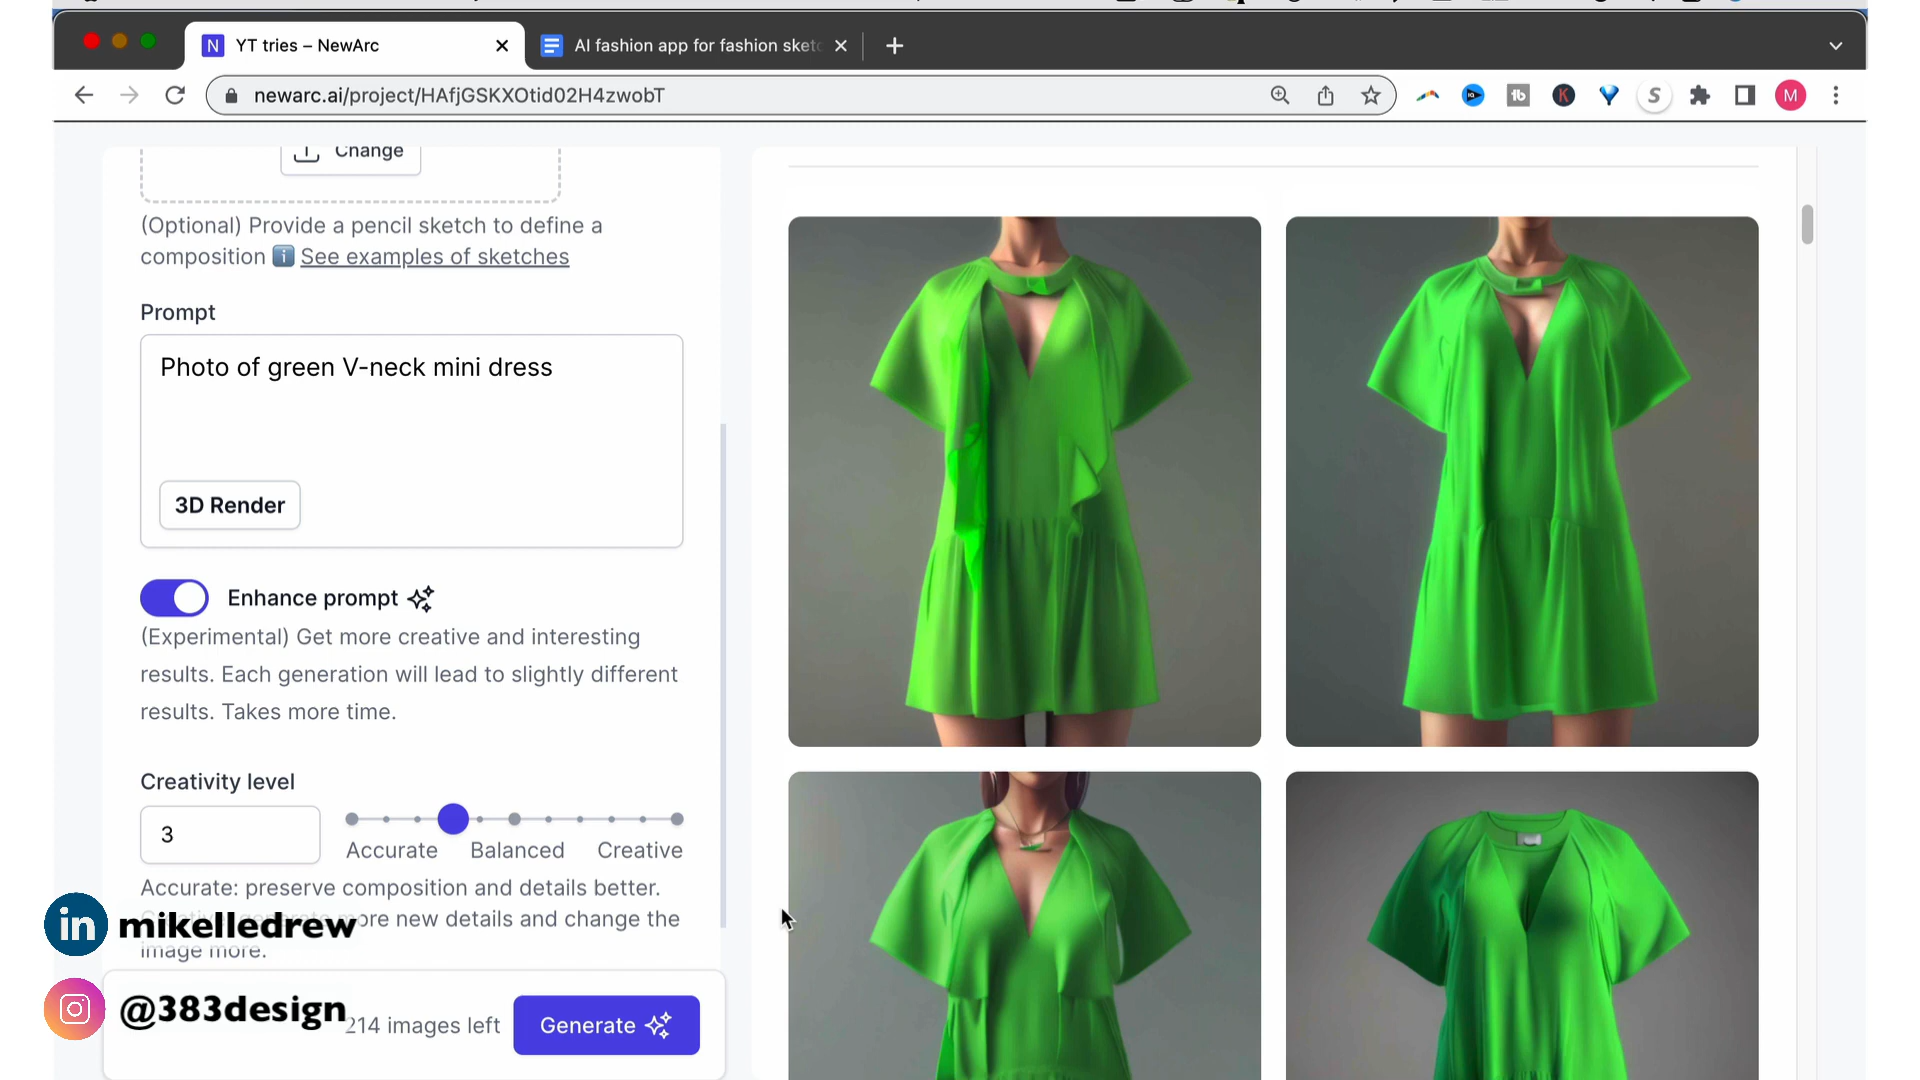 N YT tries – NewArc
AI fashion app for fashion sketc
newarc.ai/project/HAfjGSKXOtid02H4zwobT
tb
K
S
M
Change
(Optional) Provide a pencil sketch to define a
composition i See examples of sketches
Prompt
Photo of green V-neck mini dress
3D Render
Enhance prompt
(Experimental) Get more creative and interesting
results. Each generation will lead to slightly different
results. Takes more time.
Creativity level
3
Accurate Balanced Creative
Accurate: preserve composition and details better.
more new details and change the
image more.
in mikelledrew
@383design
214 images left
Generate